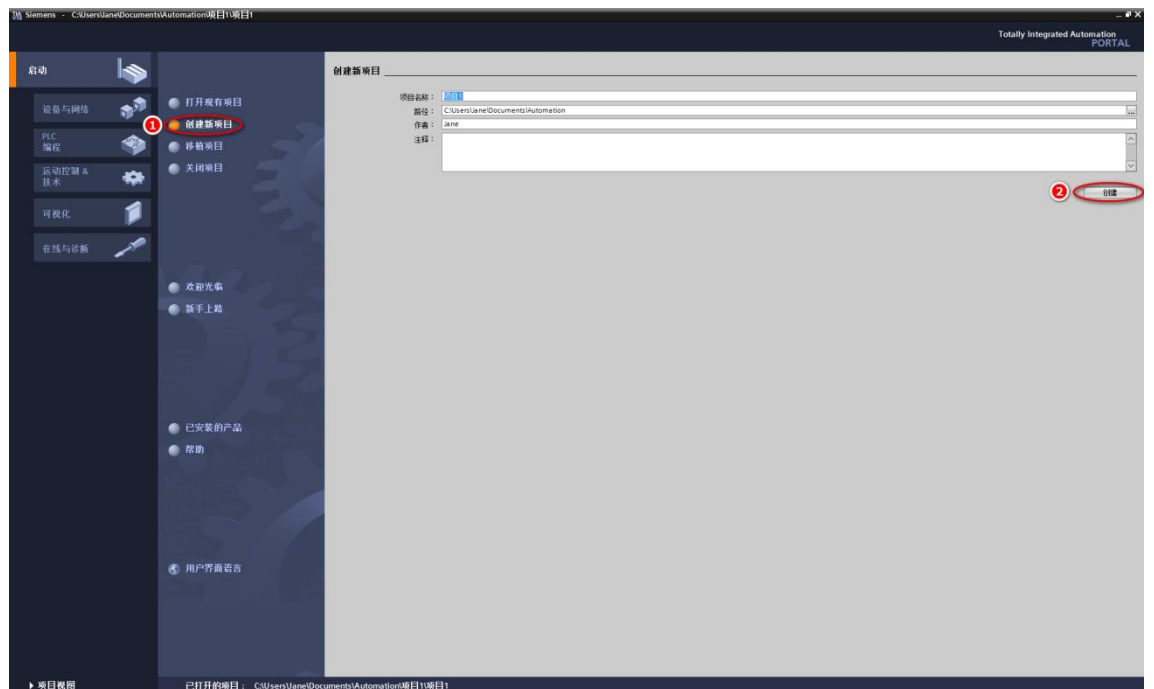 Siemens - C:\Users\Jane\Documents\Automation\项目1\项目1
Totally Integrated Automation
PORTAL
启动
设备与网络
PLC
编程
运动控制 &
技术
可视化
在线与诊断
打开现有项目
1
创建新项目
移植项目
关闭项目
欢迎光临
新手上路
已安装的产品
帮助
用户界面语言
创建新项目
项目名称: 项目1
路径: C:\Users\Jane\Documents\Automation
...
作者: Jane
注释:
2
创建
项目视图
已打开的项目: C:\Users\Jane\Documents\Automation\项目1\项目1